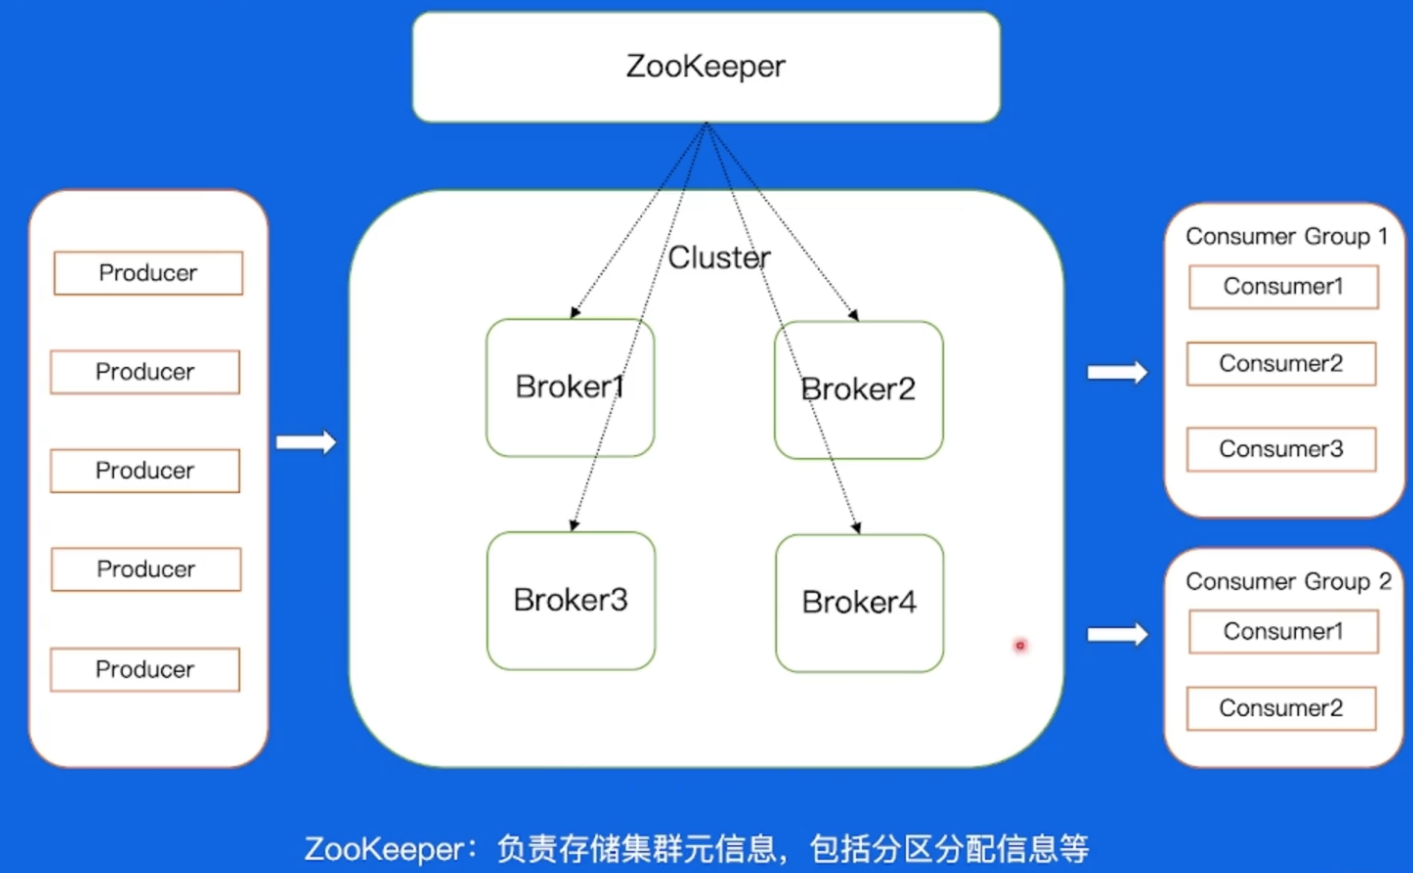 ZooKeeper
Cluster
Producer
Producer
Producer
Producer
Producer
Broker1
Broker2
Broker3
Broker4
Consumer Group 1
Consumer1
Consumer2
Consumer3
Consumer Group 2
Consumer1
Consumer2
ZooKeeper：负责存储集群元信息，包括分区分配信息等